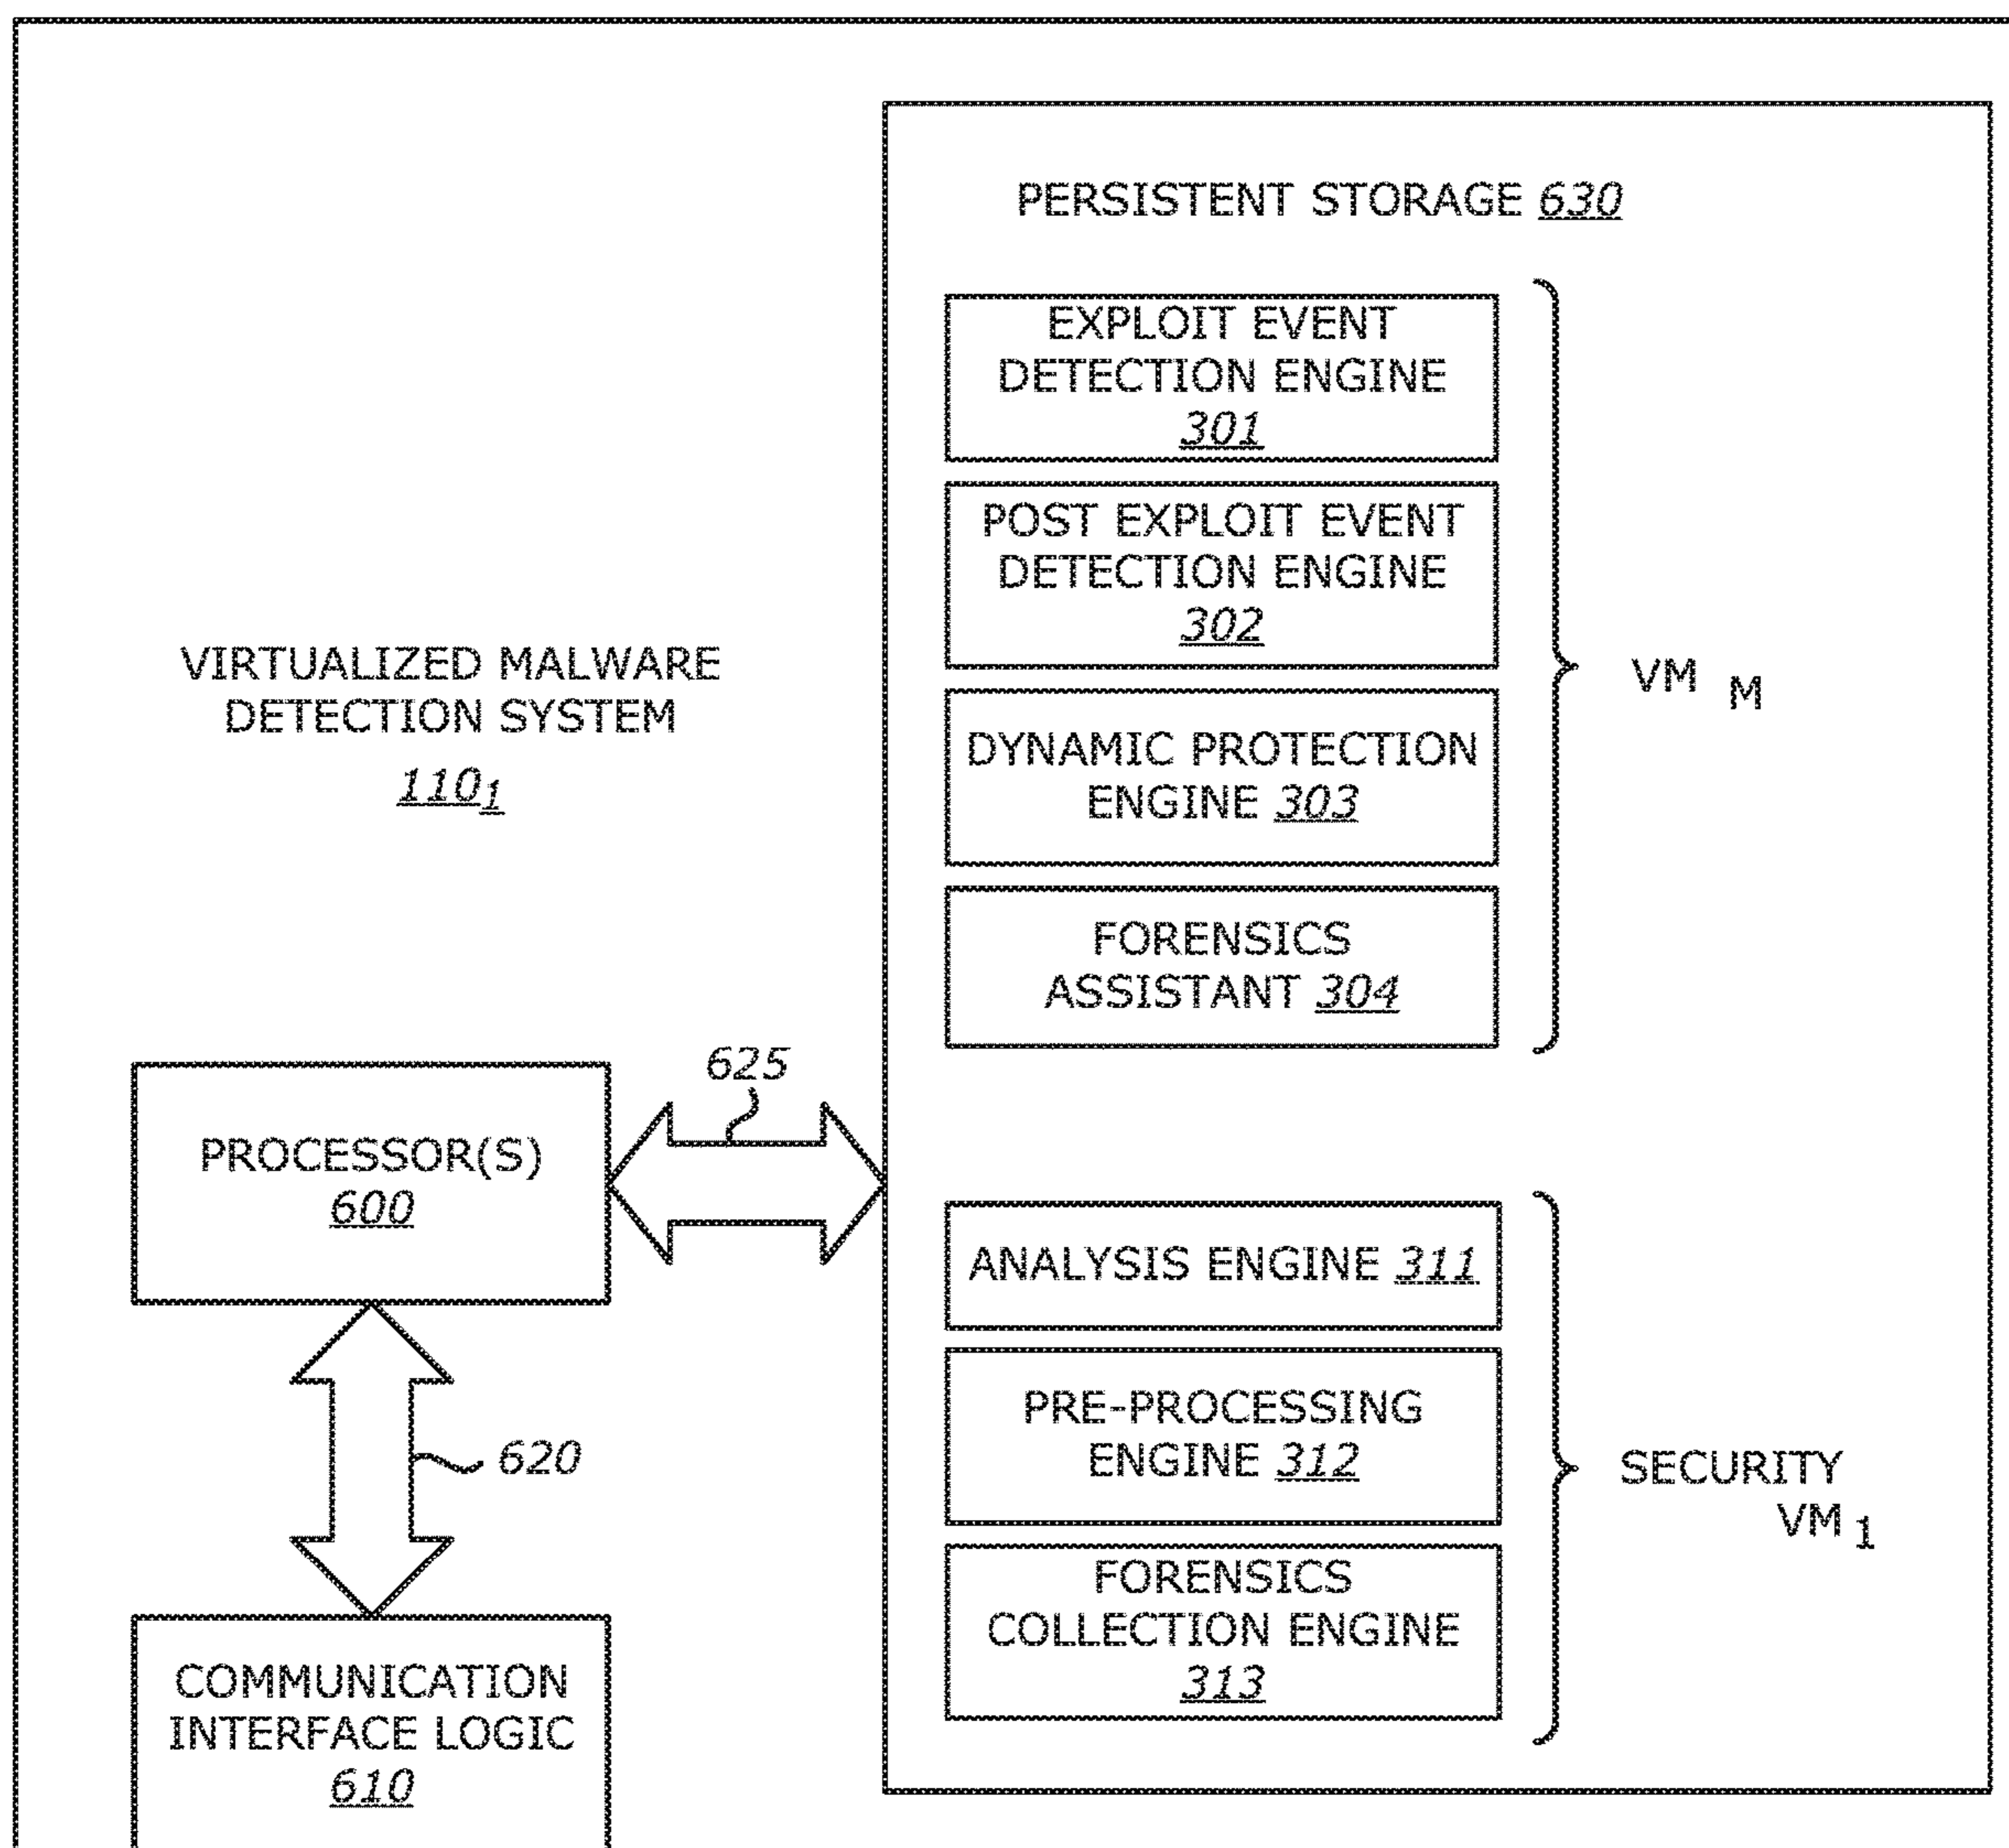 VIRTUALIZED MALWARE
DETECTION SYSTEM
110₁
PERSISTENT STORAGE 630
EXPLOIT EVENT
DETECTION ENGINE
301
POST EXPLOIT EVENT
DETECTION ENGINE
302
DYNAMIC PROTECTION
ENGINE 303
FORENSICS
ASSISTANT 304
VM M
PROCESSOR(S)
600
625
620
COMMUNICATION
INTERFACE LOGIC
610
ANALYSIS ENGINE 311
PRE-PROCESSING
ENGINE 312
FORENSICS
COLLECTION ENGINE
313
SECURITY
VM 1